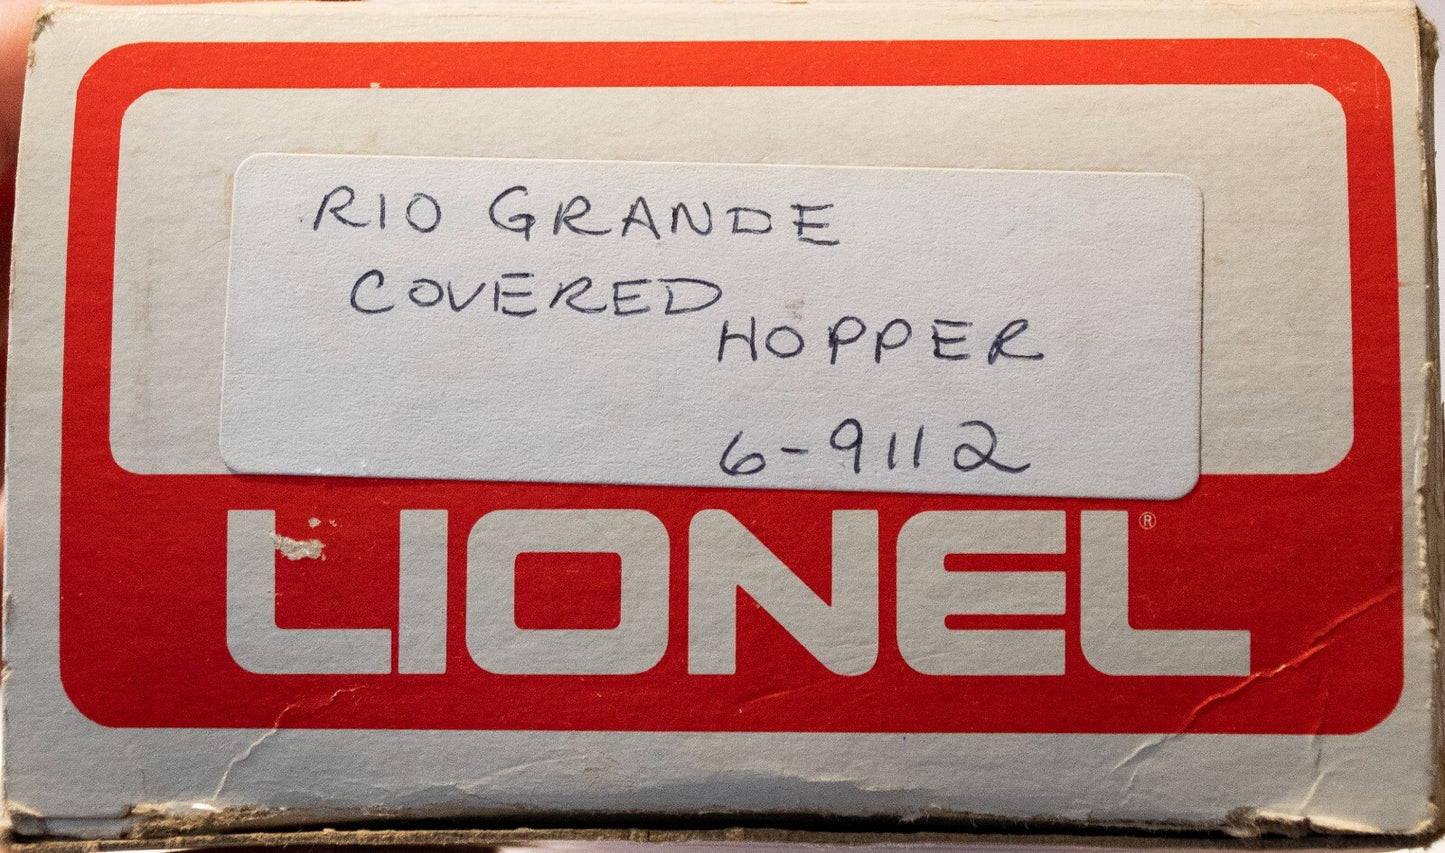 RIO GRANDE
COVERED
HOPPER
6-9112
LIONEL®